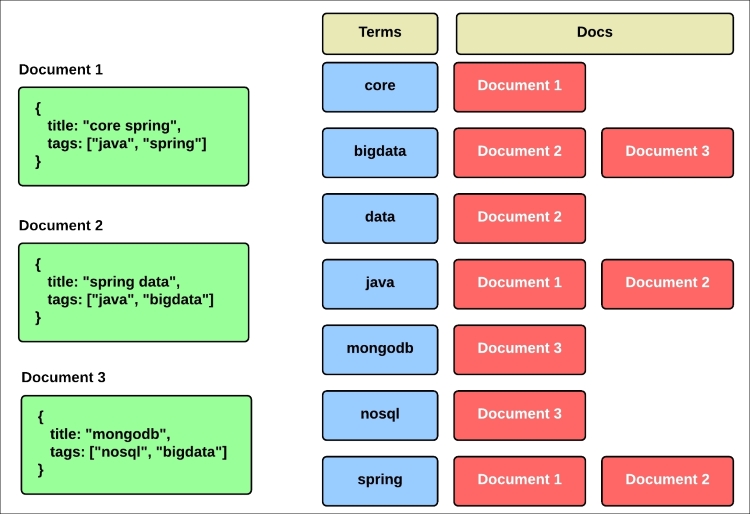 Document 1
{
title: "core spring",
tags: ["java", "spring"]
}
Document 2
{
title: "spring data",
tags: ["java", "bigdata"]
}
Document 3
{
title: "mongodb",
tags: ["nosql", "bigdata"]
}
Terms Docs
core Document 1
bigdata Document 2 Document 3
data Document 2
java Document 1 Document 2
mongodb Document 3
nosql Document 3
spring Document 1 Document 2